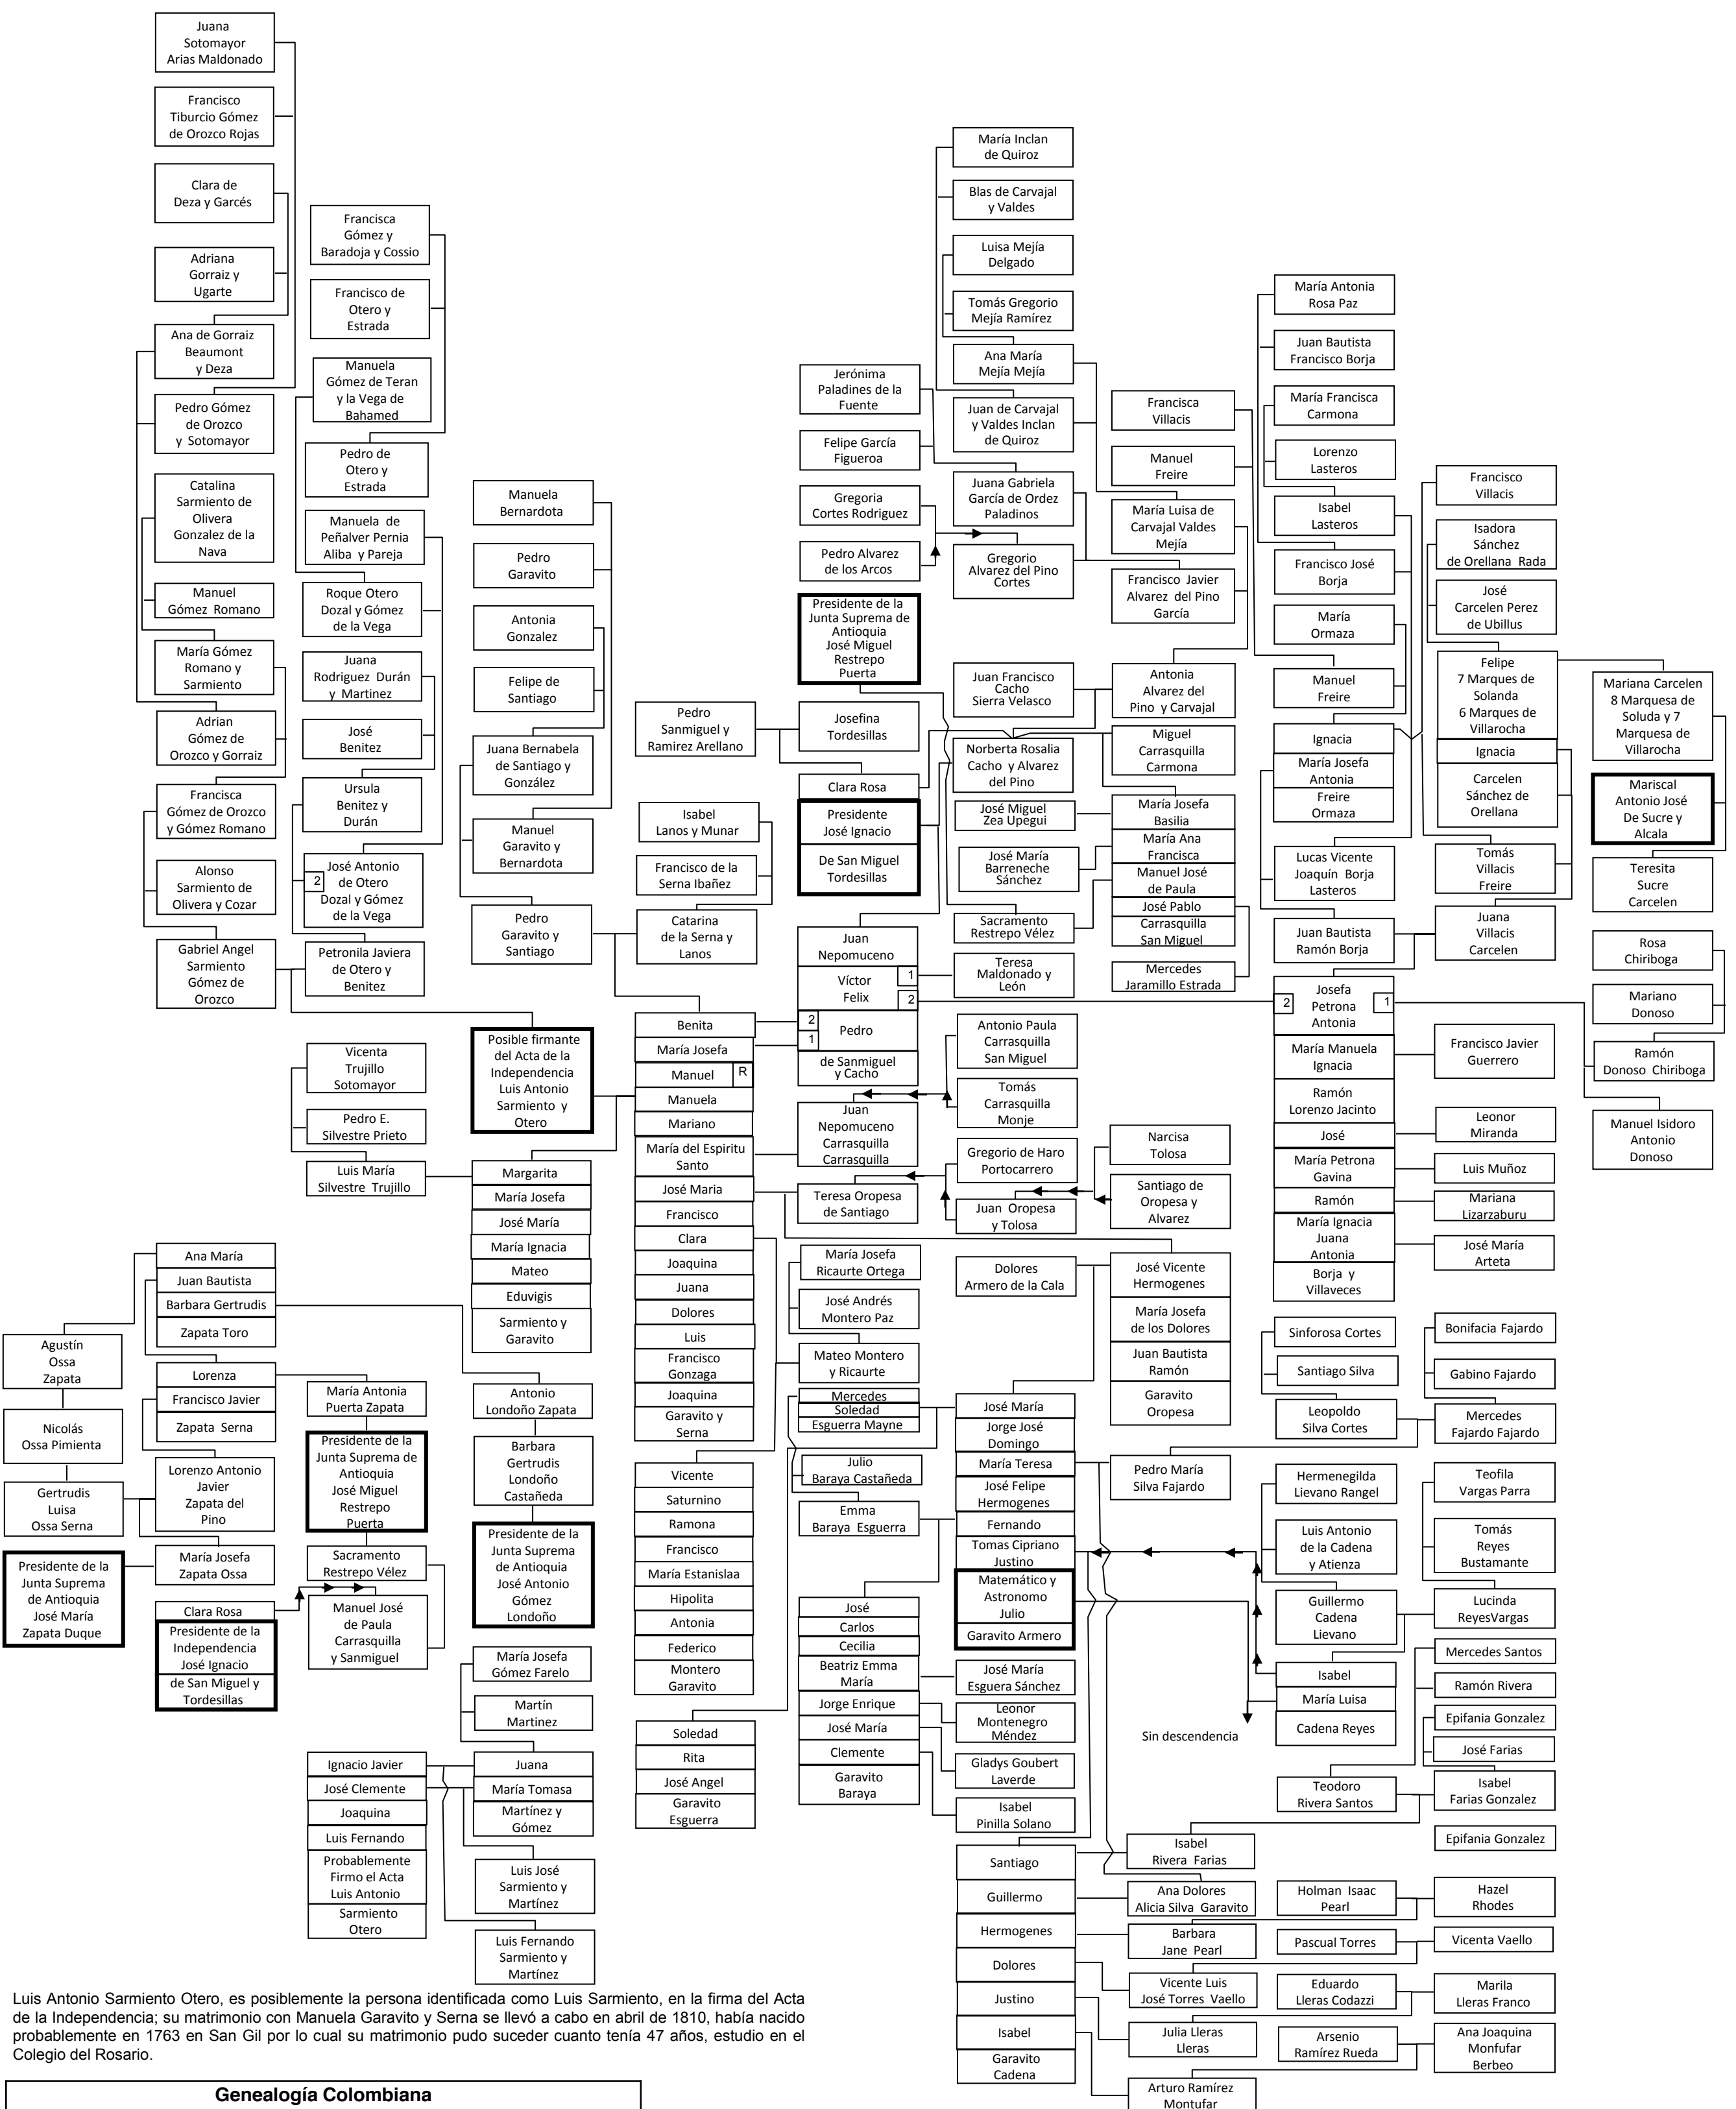 Juana
Sotomayor
Arias Maldonado
Francisco
Tiburcio Gómez
de Orozco Rojas
Clara de
Deza y Garcés
Adriana
Gorraiz y
Ugarte
Ana de Gorraiz
Beaumont
y Deza
Pedro Gómez
de Orozco
y Sotomayor
Catalina
Sarmiento de
Olivera
Gonzalez de la
Nava
Manuel
Gómez Romano
María Gómez
Romano y
Sarmiento
Adrian
Gómez de
Orozco y Gorraiz
Francisca
Gómez de Orozco
y Gómez Romano
Alonso
Sarmiento de
Olivera y Cozar
Gabriel Angel
Sarmiento
Gómez de
Orozco
Francisca
Gómez y
Baradoja y Cossio
Francisco de
Otero y
Estrada
Manuela
Gómez de Teran
y la Vega de
Bahamed
Pedro de
Otero y
Estrada
Manuela de
Peñalver Pernia
Aliba y Pareja
Roque Otero
Dozal y Gómez
de la Vega
Juana
Rodriguez Durán
y Martinez
José
Benitez
Ursula
Benitez y
Durán
2
José Antonio
de Otero
Dozal y Gómez
de la Vega
Petronila Javiera
de Otero y
Benitez
Manuela
Bernardota
Pedro
Garavito
Antonia
Gonzalez
Felipe de
Santiago
Juana Bernabela
de Santiago y
González
Manuel
Garavito y
Bernardota
Pedro
Garavito y
Santiago
Pedro
Sanmiguel y
Ramirez Arellano
Isabel
Lanos y Munar
Francisco de la
Serna Ibañez
Catarina
de la Serna y
Lanos
Jerónima
Paladines de la
Fuente
Felipe García
Figueroa
Gregoria
Cortes Rodriguez
Pedro Alvarez
de los Arcos
Presidente de la
Junta Suprema de
Antioquia
José Miguel
Restrepo
Puerta
Josefina
Tordesillas
Clara Rosa
Presidente
José Ignacio
De San Miguel
Tordesillas
Juan
Nepomuceno
Víctor
Felix
1
2
2
1
Pedro
de Sanmiguel
y Cacho
María Inclan
de Quiroz
Blas de Carvajal
y Valdes
Luisa Mejía
Delgado
Tomás Gregorio
Mejía Ramírez
Ana María
Mejía Mejía
Juan de Carvajal
y Valdes Inclan
de Quiroz
Juana Gabriela
García de Ordez
Paladinos
Gregorio
Alvarez del Pino
Cortes
Juan Francisco
Cacho
Sierra Velasco
Norberta Rosalia
Cacho y Alvarez
del Pino
José Miguel
Zea Upegui
José María
Barreneche
Sánchez
Sacramento
Restrepo Vélez
Teresa
Maldonado y
León
Francisca
Villacis
Manuel
Freire
María Luisa de
Carvajal Valdes
Mejía
Francisco Javier
Alvarez del Pino
García
Antonia
Alvarez del
Pino y Carvajal
Miguel
Carrasquilla
Carmona
María Josefa
Basilia
María Ana
Francisca
Manuel José
de Paula
José Pablo
Carrasquilla
San Miguel
Mercedes
Jaramillo Estrada
María Antonia
Rosa Paz
Juan Bautista
Francisco Borja
María Francisca
Carmona
Lorenzo
Lasteros
Isabel
Lasteros
Francisco José
Borja
María
Ormaza
Manuel
Freire
Ignacia
María Josefa
Antonia
Freire
Ormaza
Lucas Vicente
Joaquín Borja
Lasteros
Juan Bautista
Ramón Borja
Francisco
Villacis
Isadora
Sánchez
de Orellana Rada
José
Carcelen Perez
de Ubillus
Felipe
7 Marques de
Solanda
6 Marques de
Villarocha
Ignacia
Carcelen
Sánchez de
Orellana
Tomás
Villacis
Freire
Juana
Villacis
Carcelen
Mariana Carcelen
8 Marquesa de
Soluda y 7
Marquesa de
Villarocha
Mariscal
Antonio José
De Sucre y
Alcala
Teresita
Sucre
Carcelen
Rosa
Chiriboga
Mariano
Donoso
Ramón
Donoso Chiriboga
Manuel Isidoro
Antonio
Donoso
2
Josefa
Petrona
Antonia
1
María Manuela
Ignacia
Ramón
Lorenzo Jacinto
José
María Petrona
Gavina
Ramón
María Ignacia
Juana
Antonia
Borja y
Villaveces
Francisco Javier
Guerrero
Leonor
Miranda
Luis Muñoz
Mariana
Lizarzaburu
José María
Arteta
Vicenta
Trujillo
Sotomayor
Pedro E.
Silvestre Prieto
Luis María
Silvestre Trujillo
Posible firmante
del Acta de la
Independencia
Luis Antonio
Sarmiento y
Otero
Margarita
María Josefa
José María
María Ignacia
Mateo
Eduvigis
Sarmiento y
Garavito
Benita
María Josefa
Manuel
R
Manuela
Mariano
María del Espiritu
Santo
José Maria
Francisco
Clara
Joaquina
Juana
Dolores
Luis
Francisco
Gonzaga
Joaquina
Garavito y
Serna
Juan
Nepomuceno
Carrasquilla
Carrasquilla
Antonio Paula
Carrasquilla
San Miguel
Tomás
Carrasquilla
Monje
Gregorio de Haro
Portocarrero
Teresa Oropesa
de Santiago
Juan Oropesa
y Tolosa
Narcisa
Tolosa
Santiago de
Oropesa y
Alvarez
María Josefa
Ricaurte Ortega
José Andrés
Montero Paz
Mateo Montero
y Ricaurte
Mercedes
Soledad
Esguerra Mayne
Julio
Baraya Castañeda
Emma
Baraya Esguerra
Dolores
Armero de la Cala
José Vicente
Hermogenes
María Josefa
de los Dolores
Juan Bautista
Ramón
Garavito
Oropesa
José María
Jorge José
Domingo
María Teresa
José Felipe
Hermogenes
Fernando
Tomas Cipriano
Justino
Matemático y
Astronomo
Julio
Garavito Armero
Pedro María
Silva Fajardo
Sinforosa Cortes
Santiago Silva
Leopoldo
Silva Cortes
Bonifacia Fajardo
Gabino Fajardo
Mercedes
Fajardo Fajardo
Hermenegilda
Lievano Rangel
Luis Antonio
de la Cadena
y Atienza
Guillermo
Cadena
Lievano
Teofila
Vargas Parra
Tomás
Reyes
Bustamante
Lucinda
ReyesVargas
Isabel
María Luisa
Cadena Reyes
Sin descendencia
Mercedes Santos
Ramón Rivera
Epifania Gonzalez
José Farias
Teodoro
Rivera Santos
Isabel
Farias Gonzalez
Epifania Gonzalez
Ana María
Juan Bautista
Barbara Gertrudis
Zapata Toro
Agustín
Ossa
Zapata
Nicolás
Ossa Pimienta
Gertrudis
Luisa
Ossa Serna
Presidente de la
Junta Suprema
de Antioquia
José María
Zapata Duque
Lorenza
Francisco Javier
Zapata Serna
Lorenzo Antonio
Javier
Zapata del
Pino
María Josefa
Zapata Ossa
Clara Rosa
Presidente de la
Independencia
José Ignacio
de San Miguel y
Tordesillas
María Antonia
Puerta Zapata
Presidente de la
Junta Suprema de
Antioquia
José Miguel
Restrepo
Puerta
Sacramento
Restrepo Vélez
Manuel José
de Paula
Carrasquilla
y Sanmiguel
Antonio
Londoño Zapata
Barbara
Gertrudis
Londoño
Castañeda
Presidente de la
Junta Suprema
de Antioquia
José Antonio
Gómez
Londoño
María Josefa
Gómez Farelo
Martín
Martinez
Vicente
Saturnino
Ramona
Francisco
María Estanislaa
Hipolita
Antonia
Federico
Montero
Garavito
Soledad
Rita
José Angel
Garavito
Esguerra
José
Carlos
Cecilia
Beatriz Emma
María
Jorge Enrique
José María
Clemente
Garavito
Baraya
José María
Esguera Sánchez
Leonor
Montenegro
Méndez
Gladys Goubert
Laverde
Isabel
Pinilla Solano
Ignacio Javier
José Clemente
Joaquina
Luis Fernando
Probablemente
Firmo el Acta
Luis Antonio
Sarmiento
Otero
Juana
María Tomasa
Martínez y
Gómez
Luis José
Sarmiento y
Martínez
Luis Fernando
Sarmiento y
Martínez
Santiago
Guillermo
Hermogenes
Dolores
Justino
Isabel
Garavito
Cadena
Isabel
Rivera Farias
Ana Dolores
Alicia Silva Garavito
Barbara
Jane Pearl
Vicente Luis
José Torres Vaello
Julia Lleras
Lleras
Arturo Ramírez
Montufar
Holman Isaac
Pearl
Hazel
Rhodes
Pascual Torres
Vicenta Vaello
Eduardo
Lleras Codazzi
Marila
Lleras Franco
Arsenio
Ramírez Rueda
Ana Joaquina
Monfufar
Berbeo
Luis Antonio Sarmiento Otero, es posiblemente la persona identificada como Luis Sarmiento, en la firma del Acta
de la Independencia; su matrimonio con Manuela Garavito y Serna se llevó a cabo en abril de 1810, había nacido
probablemente en 1763 en San Gil por lo cual su matrimonio pudo suceder cuanto tenía 47 años, estudio en el
Colegio del Rosario.
Genealogía Colombiana